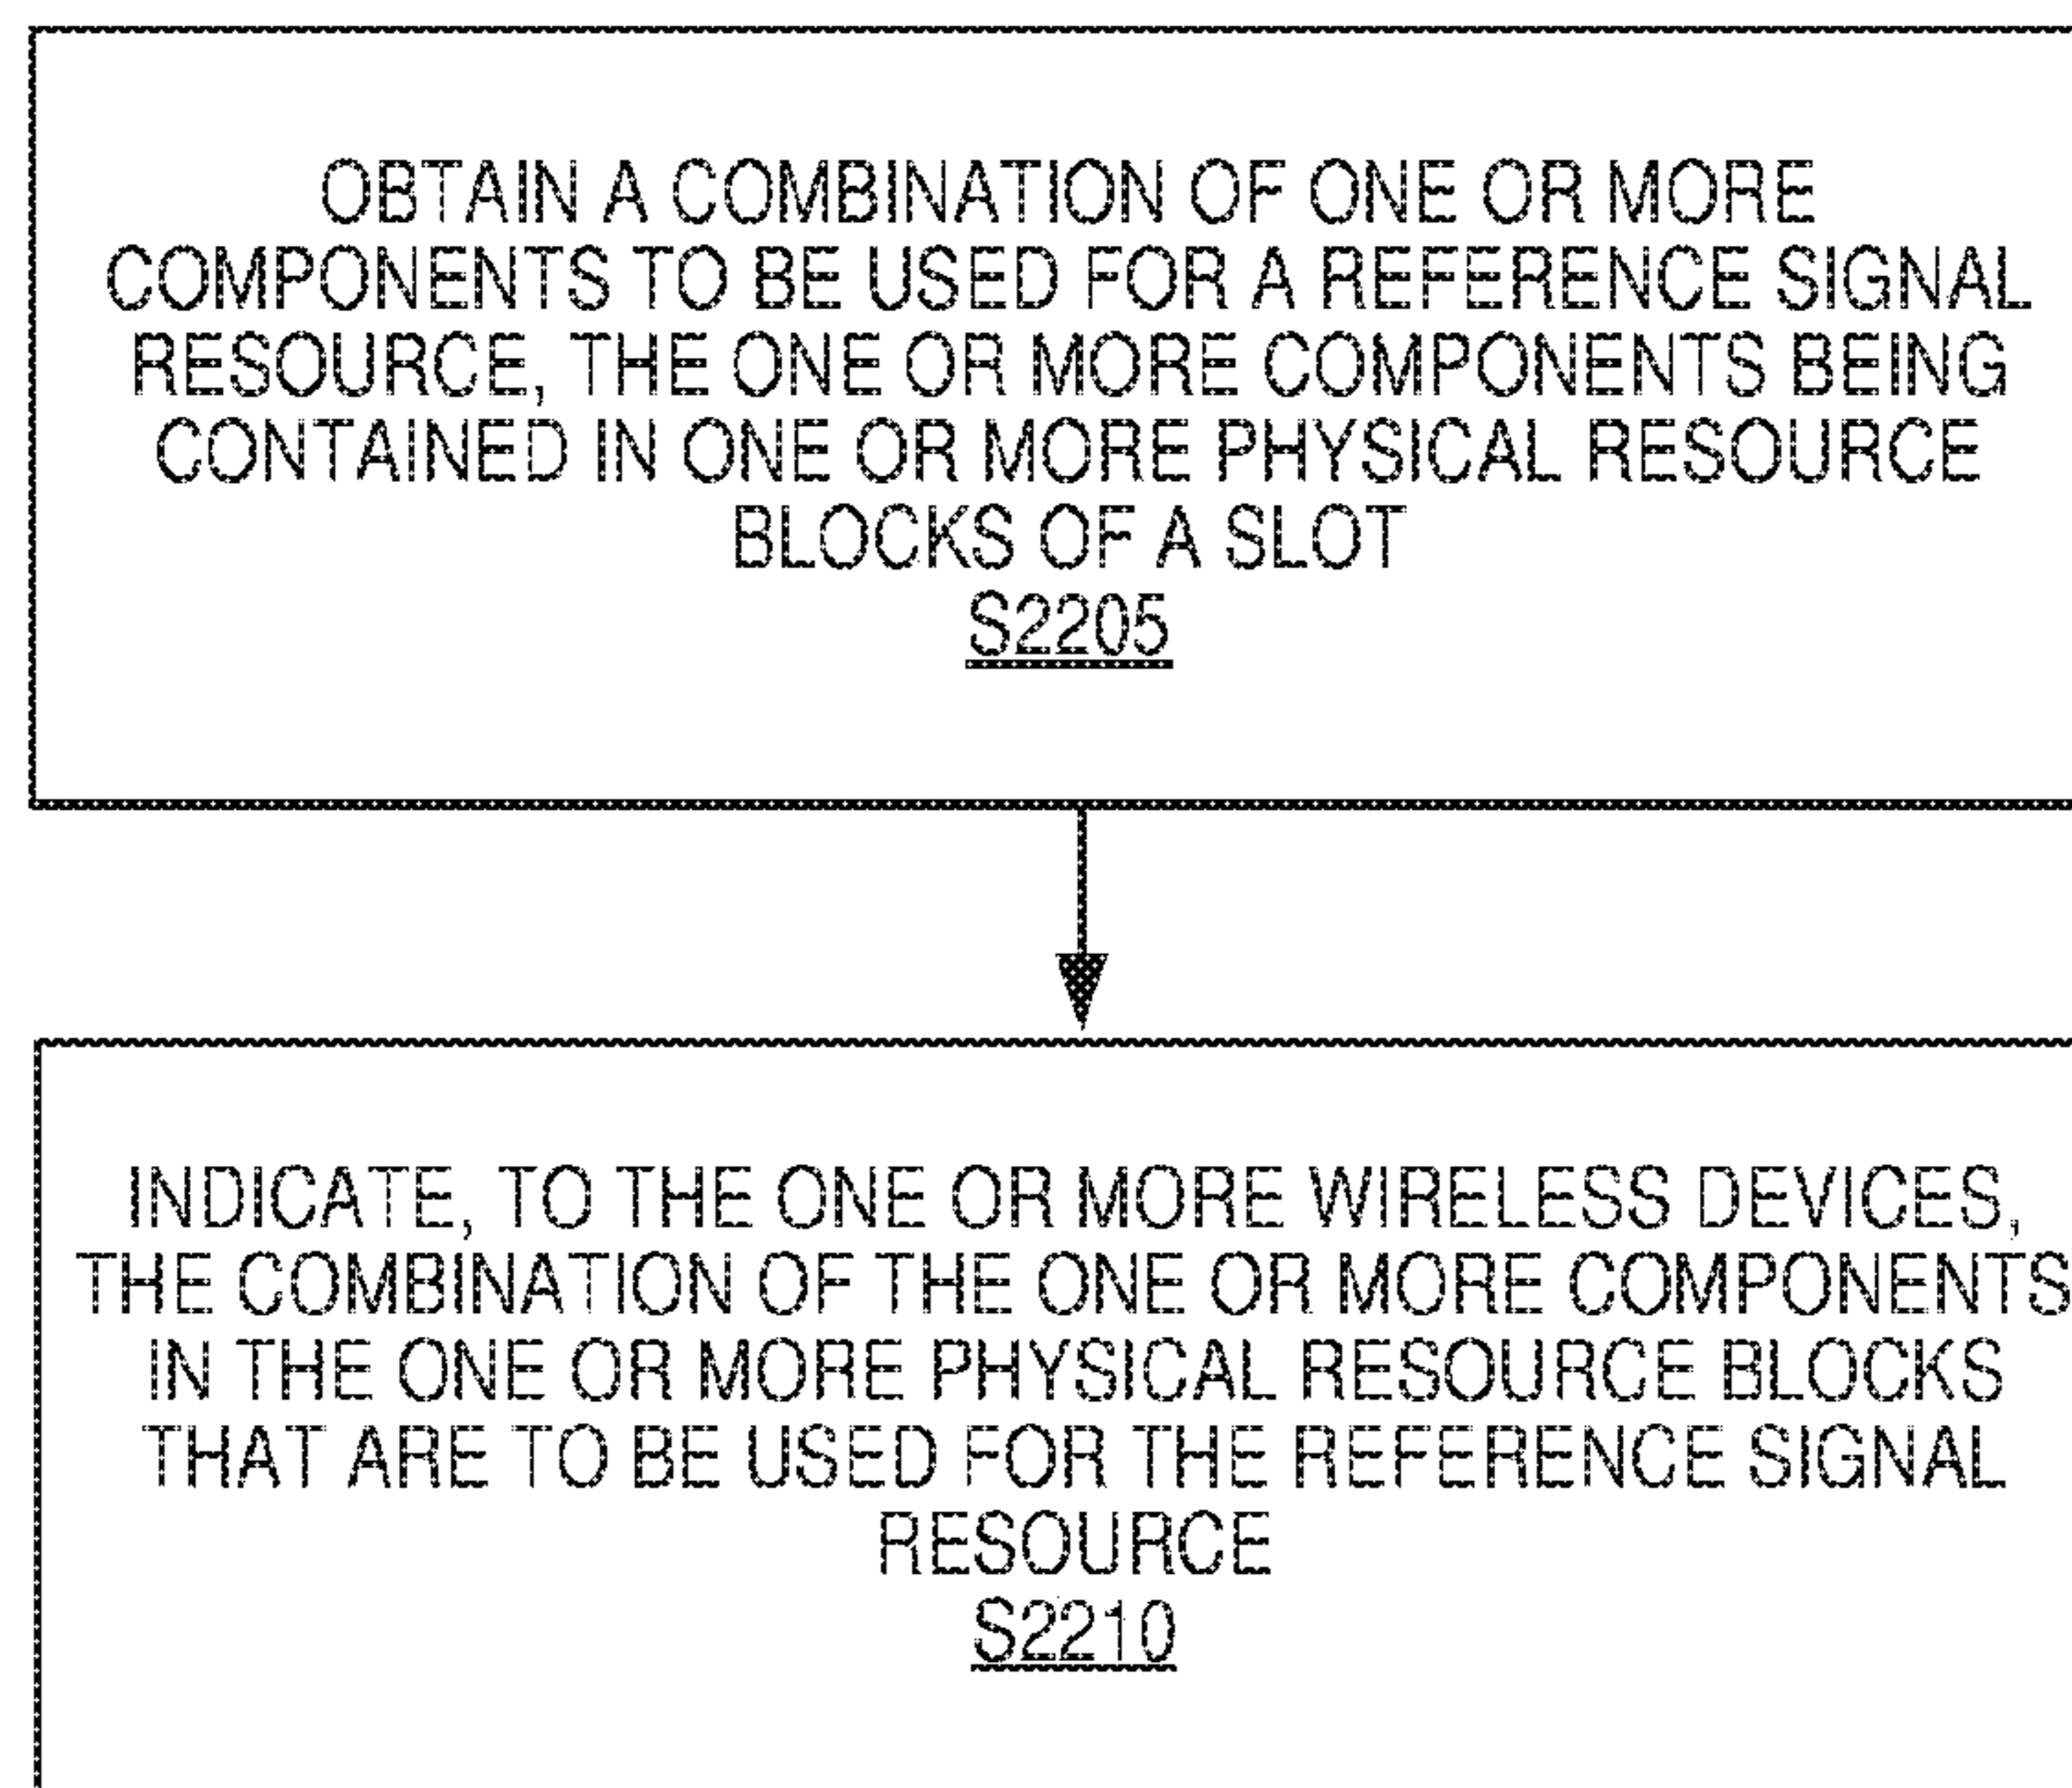 OBTAIN A COMBINATION OF ONE OR MORE
COMPONENTS TO BE USED FOR A REFERENCE SIGNAL
RESOURCE, THE ONE OR MORE COMPONENTS BEING
CONTAINED IN ONE OR MORE PHYSICAL RESOURCE
BLOCKS OF A SLOT
S2205
INDICATE, TO THE ONE OR MORE WIRELESS DEVICES,
THE COMBINATION OF THE ONE OR MORE COMPONENTS
IN THE ONE OR MORE PHYSICAL RESOURCE BLOCKS
THAT ARE TO BE USED FOR THE REFERENCE SIGNAL
RESOURCE
S2210